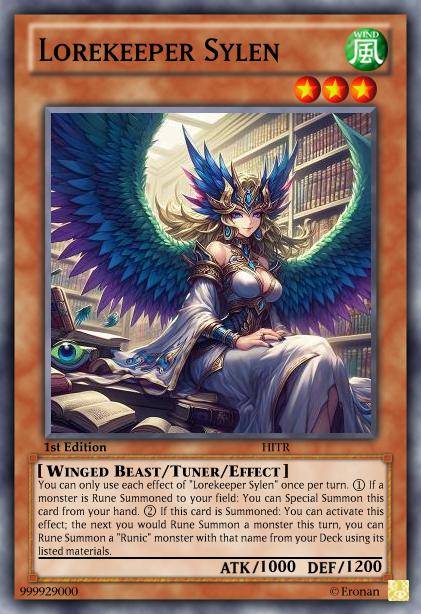 LOREKEEPER SYLEN
WIND
風
1st Edition
HITR
[ WINGED BEAST/TUNER/EFFECT ]
You can only use each effect of "Lorekeeper Sylen" once per turn. ① If a
monster is Rune Summoned to your field: You can Special Summon this
card from your hand. ② If this card is Summoned: You can activate this
effect; the next you would Rune Summon a monster this turn, you can
Rune Summon a "Runic" monster with that name from your Deck using its
listed materials.
ATK/1000 DEF/1200
999929000
© Eronan